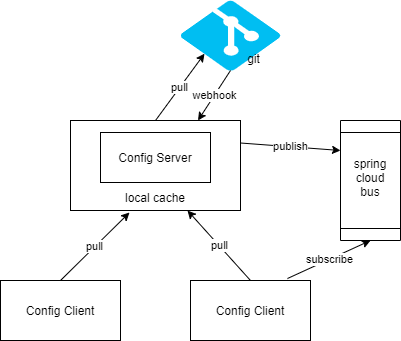 git
pull
webhook
Config Server
publish
spring
cloud
bus
local cache
pull
pull
subscribe
Config Client
Config Client